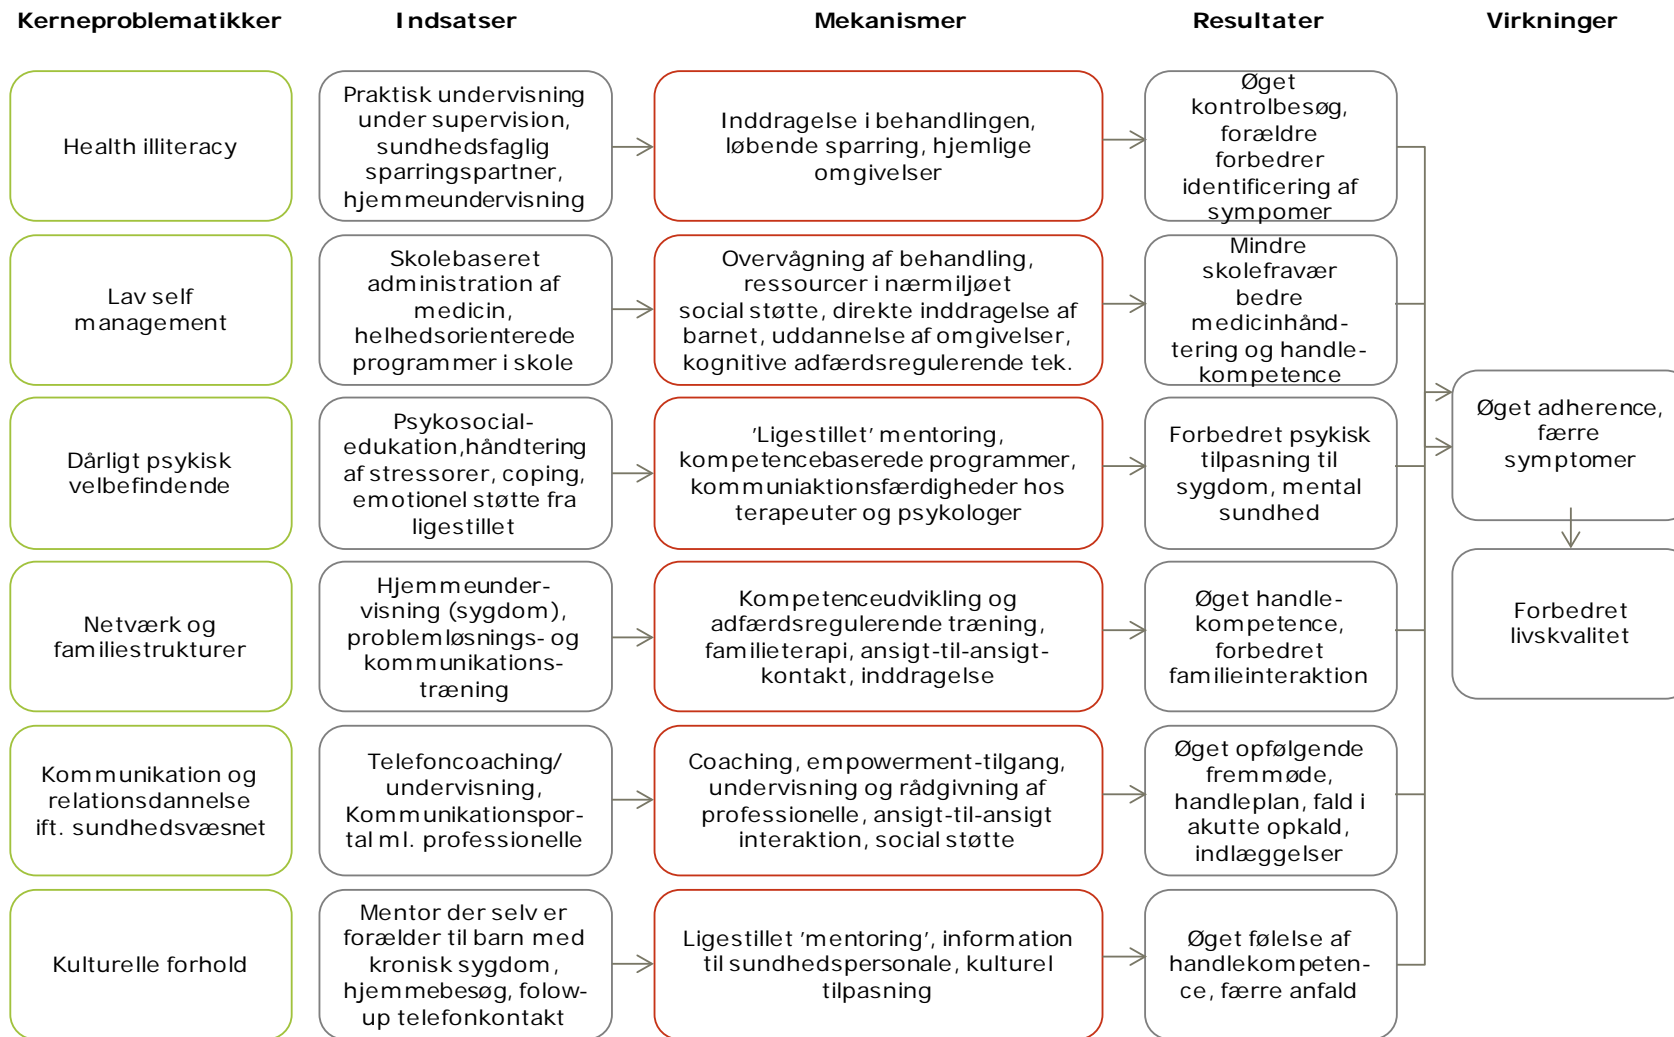 Kerneproblematikker
Indsatser
Mekanismer
Resultater
Virkninger
Health illiteracy
Praktisk undervisning
under supervision,
sundhedsfaglig
sparringspartner,
hjemmeundervisning
Inddragelse i behandlingen,
løbende sparring, hjemlige
omgivelser
Øget
kontrolbesøg,
forældre
forbedrer
identificering af
sympomer
Lav self
management
Skolebaseret
administration af
medicin,
helhedsorienterede
programmer i skole
Overvågning af behandling,
ressourcer i nærmiljøet
social støtte, direkte inddragelse af
barnet, uddannelse af omgivelser,
kognitive adfærdsregulerende tek.
Mindre
skolefravær
bedre
medicinhånd-
tering og handle-
kompetence
Dårligt psykisk
velbefindende
Psykosocial-
edukation,håndtering
af stressorer, coping,
emotionel støtte fra
ligestillet
'Ligestillet' mentoring,
kompetencebaserede programmer,
kommuniaktionsfærdigheder hos
terapeuter og psykologer
Forbedret psykisk
tilpasning til
sygdom, mental
sundhed
Øget adherence,
færre
symptomer
Netværk og
familiestrukturer
Hjemmeunder-
visning (sygdom),
problemløsnings- og
kommunikations-
træning
Kompetenceudvikling og
adfærdsregulerende træning,
familieterapi, ansigt-til-ansigt-
kontakt, inddragelse
Øget handle-
kompetence,
forbedret
familieinteraktion
Forbedret
livskvalitet
Kommunikation og
relationsdannelse
ift. sundhedsvæsnet
Telefoncoaching/
undervisning,
Kommunikationspor-
tal ml. professionelle
Coaching, empowerment-tilgang,
undervisning og rådgivning af
professionelle, ansigt-til-ansigt
interaktion, social støtte
Øget opfølgende
fremmøde,
handleplan, fald i
akutte opkald,
indlæggelser
Kulturelle forhold
Mentor der selv er
forælder til barn med
kronisk sygdom,
hjemmebesøg, folow-
up telefonkontakt
Ligestillet 'mentoring', information
til sundhedspersonale, kulturel
tilpasning
Øget følelse af
handlekompeten-
ce, færre anfald